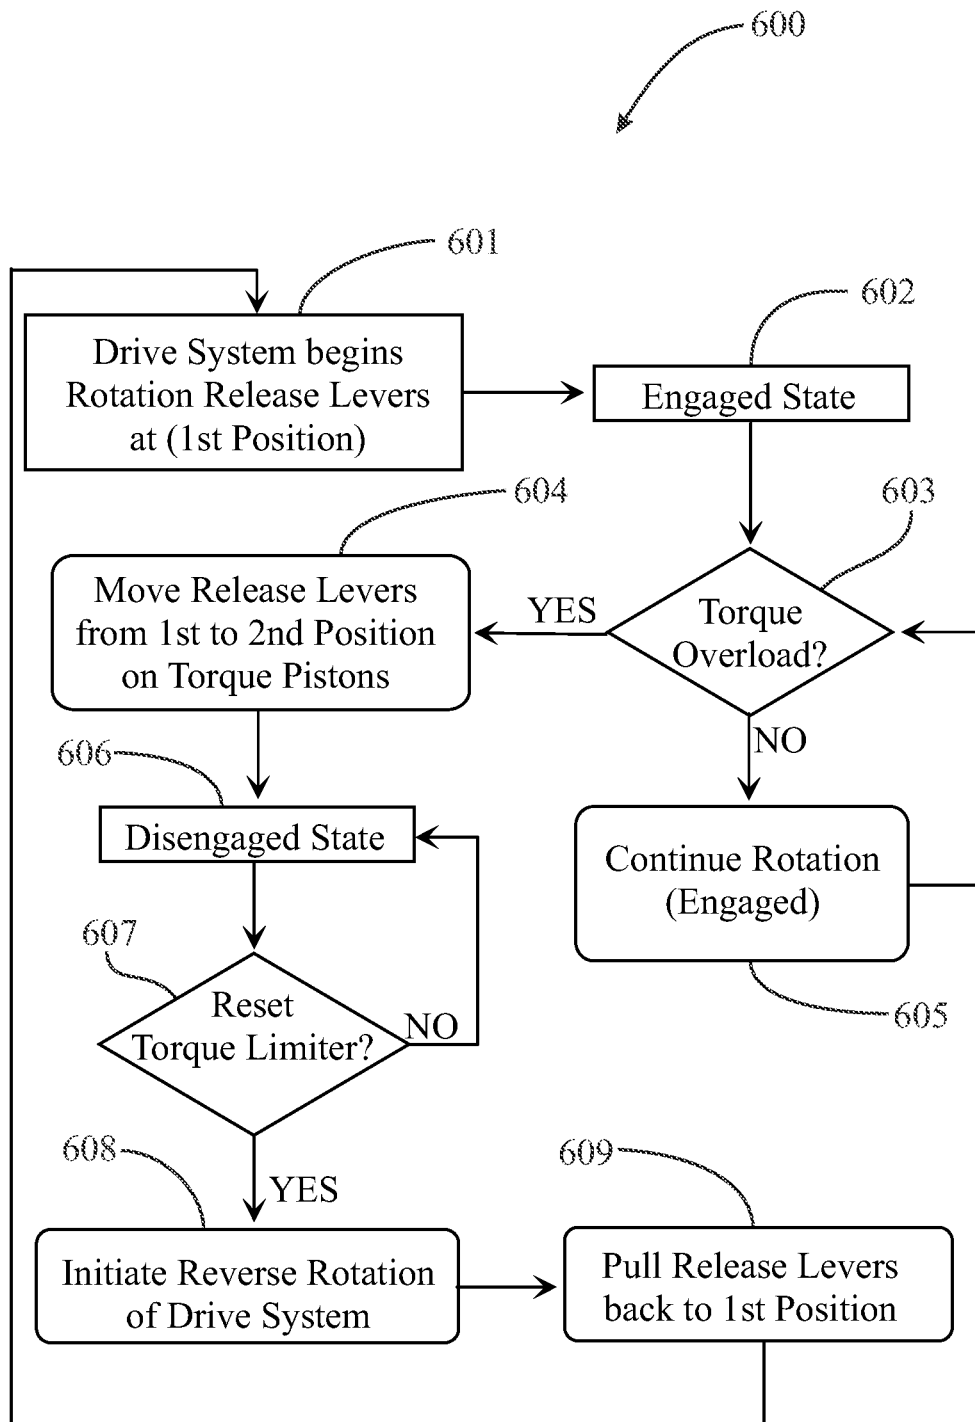 600
601
Drive System begins
Rotation Release Levers
at (1st Position)
602
Engaged State
603
Torque
Overload?
YES
NO
604
Move Release Levers
from 1st to 2nd Position
on Torque Pistons
Continue Rotation
(Engaged)
605
606
Disengaged State
607
Reset
Torque Limiter?
NO
YES
608
Initiate Reverse Rotation
of Drive System
609
Pull Release Levers
back to 1st Position